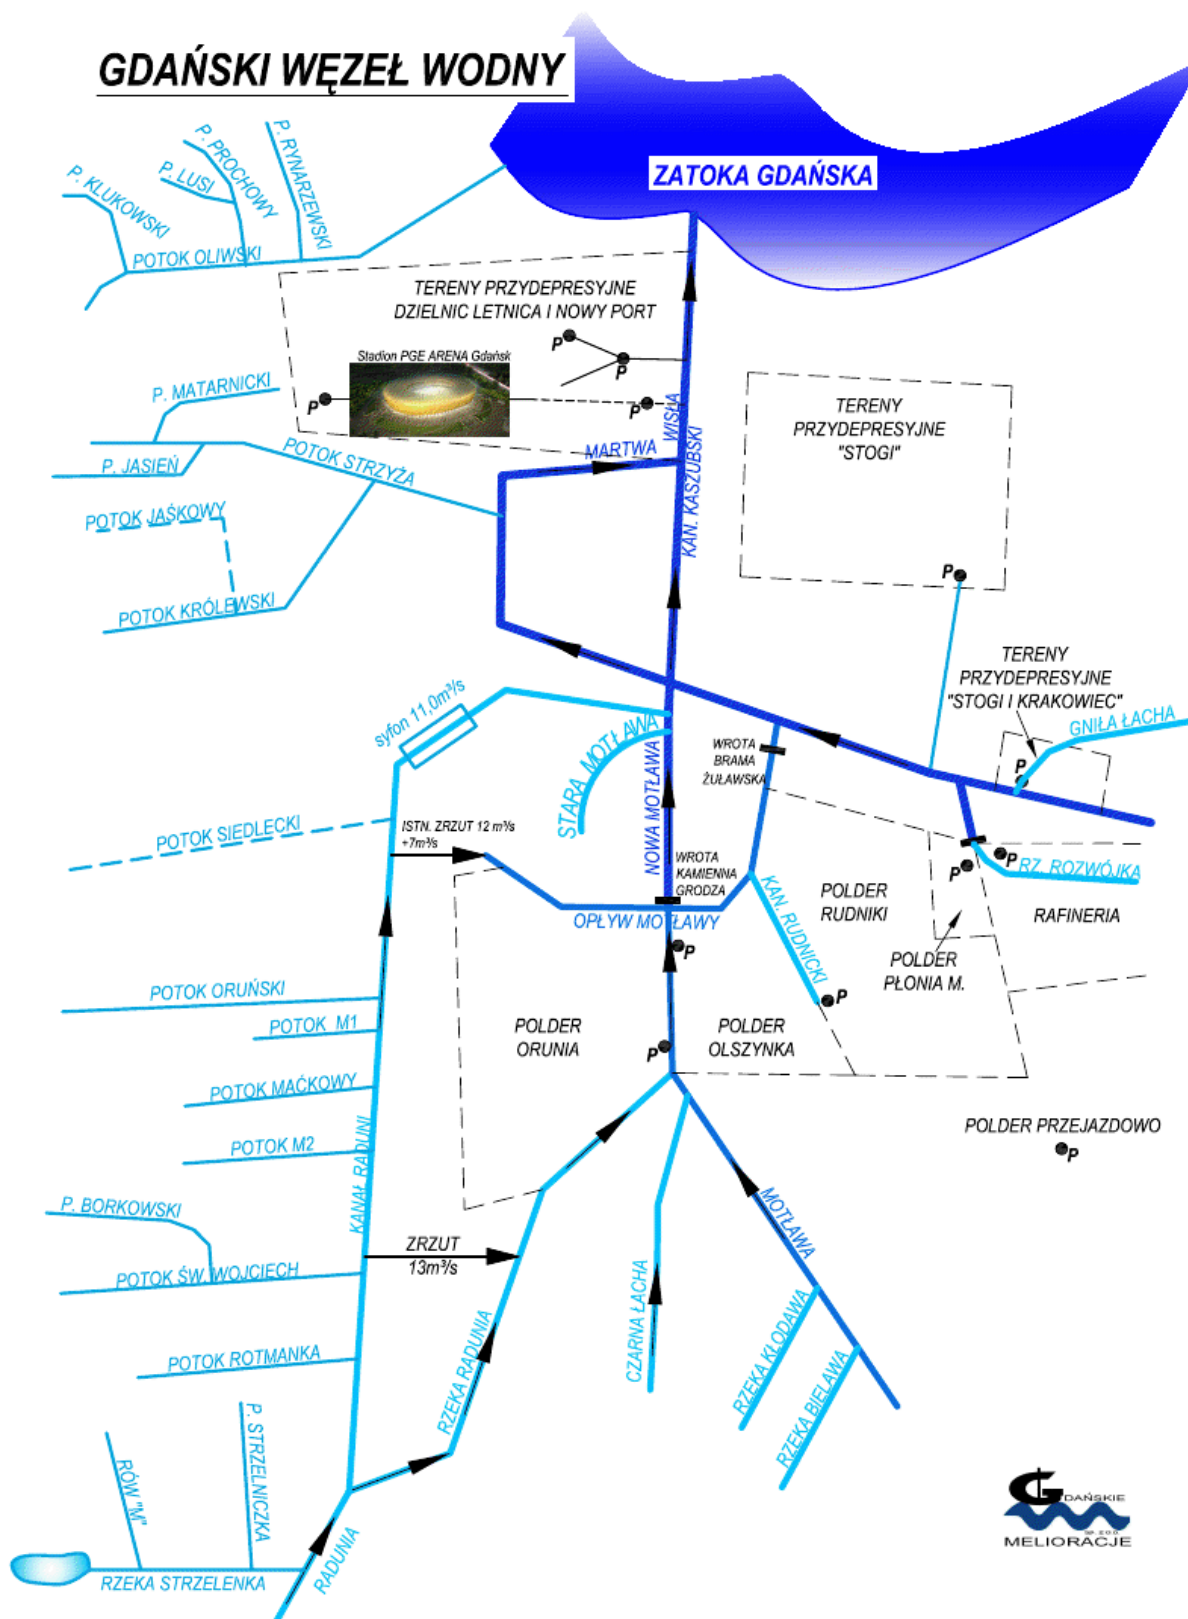 GDAŃSKI WĘZEŁ WODNY
ZATOKA GDAŃSKA
P. KLUKOWSKI
P. LUSI
P. PROCHOWY
P. RYNARZEWSKI
POTOK OLIWSKI
TERENY PRZYDEPRESYJNE
DZIELNIC LETNICA I NOWY PORT
P
P
Stadion PGE ARENA Gdańsk
P
P
P. MATARNICKI
P. JASIEŃ
POTOK STRZYŻA
MARTWA
WISŁA
KAN. KASZUBSKI
TERENY
PRZYDEPRESYJNE
"STOGI"
P
POTOK JAŚKOWY
POTOK KRÓLEWSKI
TERENY
PRZYDEPRESYJNE
"STOGI I KRAKOWIEC"
GNIŁA ŁACHA
P
syfon 11,0m³/s
STARA MOTŁAWA
NOWA MOTŁAWA
WROTA
BRAMA
ŻUŁAWSKA
POTOK SIEDLECKI
ISTN. ZRZUT 12 m³/s
+7m³/s
WROTA
KAMIENNA
GRODZA
OPŁYW MOTŁAWY
P
KAN. RUDNICKI
P
POLDER
RUDNIKI
P
P
RZ. ROZWÓJKA
RAFINERIA
POLDER
PŁONIA M.
POTOK ORUŃSKI
POTOK M1
POLDER
ORUNIA
P
POLDER
OLSZYNKA
POTOK MAĆKOWY
POTOK M2
KANAŁ RADUNI
POLDER PRZEJAZDOWO
P
P. BORKOWSKI
POTOK ŚW. WOJCIECH
ZRZUT
13m³/s
MOTŁAWA
POTOK ROTMANKA
RZEKA RADUNIA
CZARNA ŁACHA
RZEKA KŁODAWA
RZEKA BIELAWA
RÓW "M"
P. STRZELNICZKA
RZEKA STRZELENKA
RADUNIA
GDAŃSKIE
SP. Z O.O.
MELIORACJE